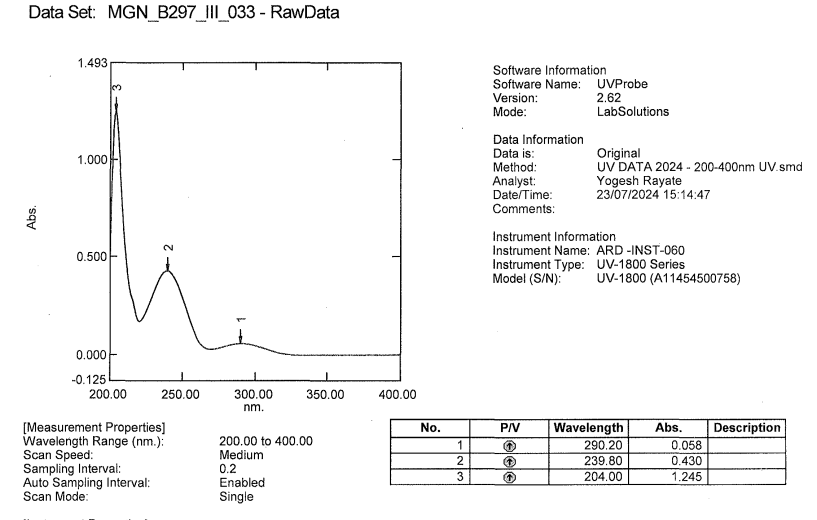 Data Set: MGN_B297_III_033 - RawData
1.493
1.000
0.500
0.000
-0.125
Abs.
3
2
1
200.00 250.00 300.00 350.00 400.00
nm.
Software Information
Software Name: UVProbe
Version: 2.62
Mode: LabSolutions
Data Information
Data is: Original
Method: UV DATA 2024 - 200-400nm UV.smd
Analyst: Yogesh Rayate
Date/Time: 23/07/2024 15:14:47
Comments:
Instrument Information
Instrument Name: ARD -INST-060
Instrument Type: UV-1800 Series
Model (S/N): UV-1800 (A11454500758)
[Measurement Properties]
Wavelength Range (nm.): 200.00 to 400.00
Scan Speed: Medium
Sampling Interval: 0.2
Auto Sampling Interval: Enabled
Scan Mode: Single
No. P/V Wavelength Abs. Description
1 290.20 0.058
2 239.80 0.430
3 204.00 1.245